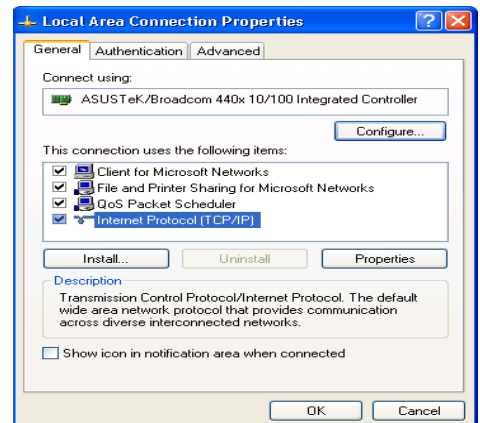 Local Area Connection Properties
General Authentication Advanced
Connect using:
ASUSTeK/Broadcom 440x 10/100 Integrated Controller
Configure...
This connection uses the following items:
Client for Microsoft Networks
File and Printer Sharing for Microsoft Networks
QoS Packet Scheduler
Internet Protocol (TCP/IP)
Install... Uninstall Properties
Description
Transmission Control Protocol/Internet Protocol. The default
wide area network protocol that provides communication
across diverse interconnected networks.
Show icon in notification area when connected
OK Cancel